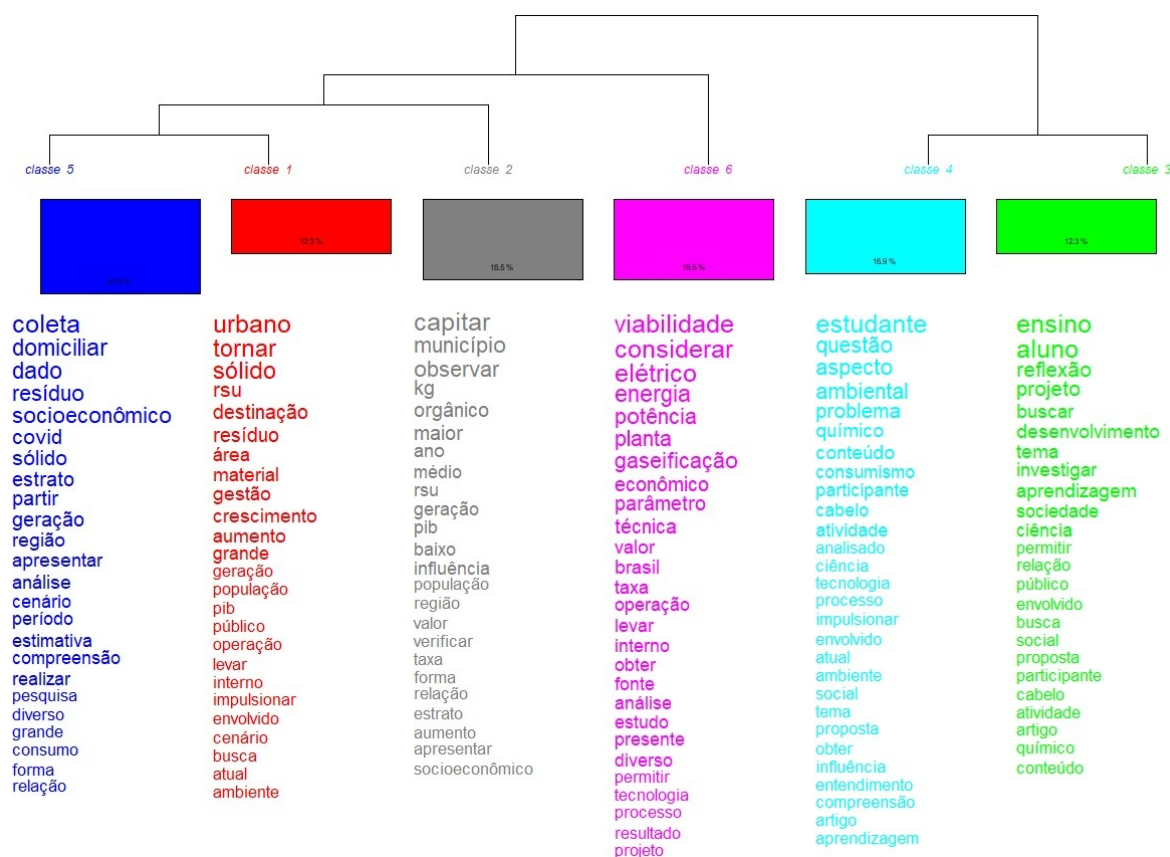 classe 5
classe 1
classe 2
classe 6
classe 4
classe 3
12.3 %
18.5 %
18.5 %
16.9 %
12.3 %
coleta
domiciliar
dado
resíduo
socioeconômico
covid
sólido
estrato
partir
geração
região
apresentar
análise
cenário
período
estimativa
compreensão
realizar
pesquisa
diverso
grande
consumo
forma
relação
urbano
tornar
sólido
rsu
destinação
resíduo
área
material
gestão
crescimento
aumento
grande
geração
população
pib
público
operação
levar
interno
impulsionar
envolvido
cenário
busca
atual
ambiente
capitar
município
observar
kg
orgânico
maior
ano
médio
rsu
geração
pib
baixo
influência
população
região
valor
verificar
taxa
forma
relação
estrato
aumento
apresentar
socioeconômico
viabilidade
considerar
elétrico
energia
potência
planta
gaseificação
econômico
parâmetro
técnica
valor
brasil
taxa
operação
levar
interno
obter
fonte
análise
estudo
presente
diverso
permitir
tecnologia
processo
resultado
projeto
estudante
questão
aspecto
ambiental
problema
químico
conteúdo
consumismo
participante
cabelo
atividade
analisado
ciência
tecnologia
processo
impulsionar
envolvido
atual
ambiente
social
tema
proposta
obter
influência
entendimento
compreensão
artigo
aprendizagem
ensino
aluno
reflexão
projeto
buscar
desenvolvimento
tema
investigar
aprendizagem
sociedade
ciência
permitir
relação
público
envolvido
busca
social
proposta
participante
cabelo
atividade
artigo
químico
conteúdo